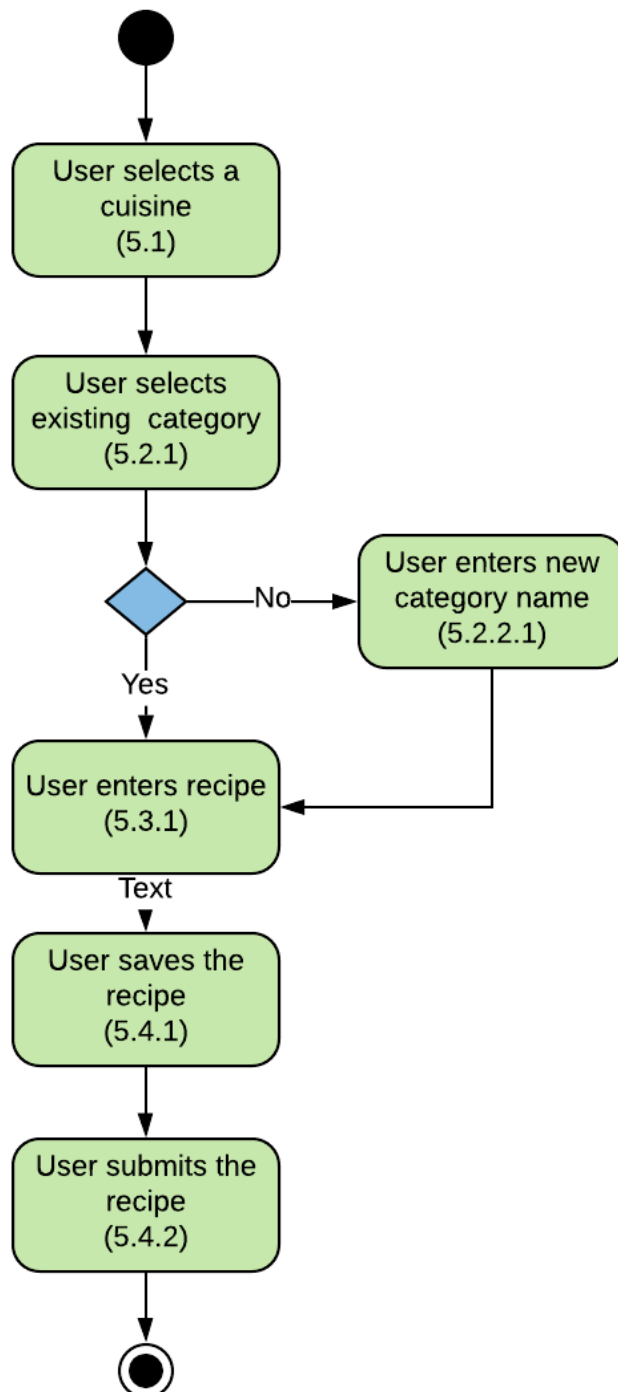 User selects a
cuisine
(5.1)
User selects
existing  category
(5.2.1)
No
User enters new
category name
(5.2.2.1)
Yes
User enters recipe
(5.3.1)
Text
User saves the
recipe
(5.4.1)
User submits the
recipe
(5.4.2)